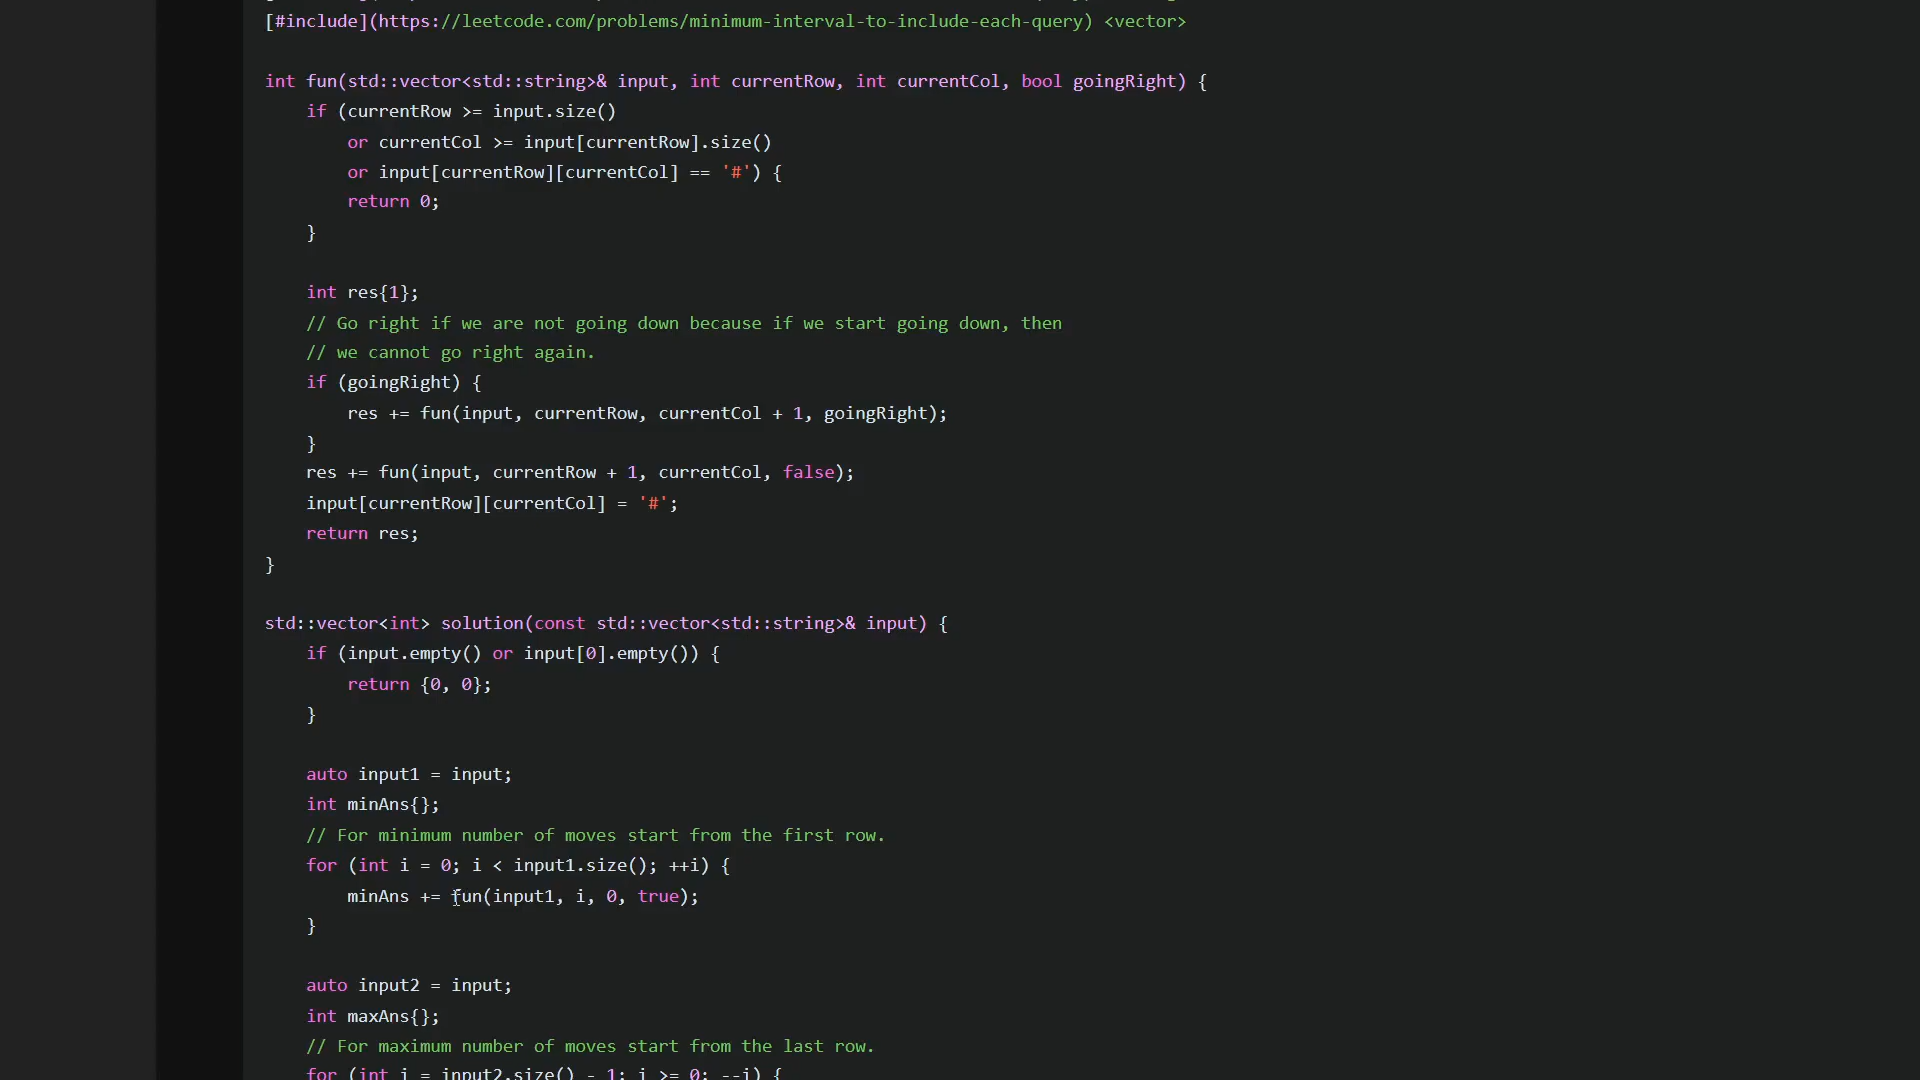 [#include](https://leetcode.com/problems/minimum-interval-to-include-each-query) <vector>
int fun(std::vector<std::string>& input, int currentRow, int currentCol, bool goingRight) {
    if (currentRow >= input.size()
        or currentCol >= input[currentRow].size()
        or input[currentRow][currentCol] == '#') {
        return 0;
    }
    int res{1};
    // Go right if we are not going down because if we start going down, then
    // we cannot go right again.
    if (goingRight) {
        res += fun(input, currentRow, currentCol + 1, goingRight);
    }
    res += fun(input, currentRow + 1, currentCol, false);
    input[currentRow][currentCol] = '#';
    return res;
}
std::vector<int> solution(const std::vector<std::string>& input) {
    if (input.empty() or input[0].empty()) {
        return {0, 0};
    }
    auto input1 = input;
    int minAns{};
    // For minimum number of moves start from the first row.
    for (int i = 0; i < input1.size(); ++i) {
        minAns += fun(input1, i, 0, true);
    }
    auto input2 = input;
    int maxAns{};
    // For maximum number of moves start from the last row.
    for (int i = input2.size() - 1; i >= 0; --i) {